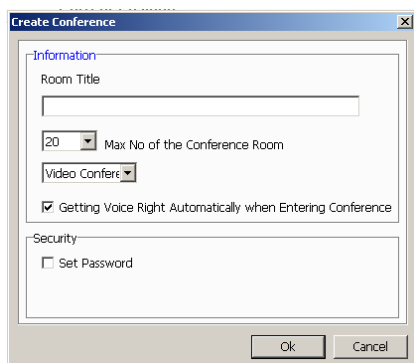 Create Conference
Information
Room Title
20 Max No of the Conference Room
Video Confere
Getting Voice Right Automatically when Entering Conference
Security
Set Password
Ok Cancel